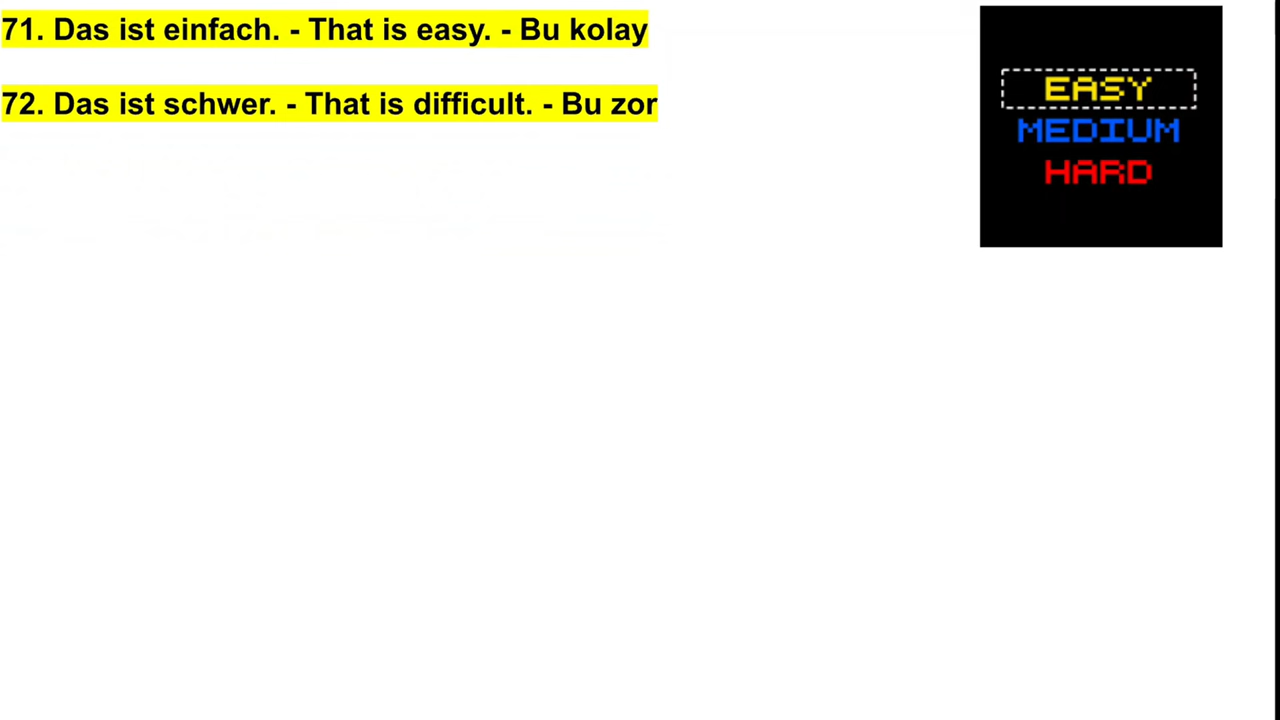 71. Das ist einfach. - That is easy. - Bu kolay
72. Das ist schwer. - That is difficult. - Bu zor
EASY
MEDIUM
HARD